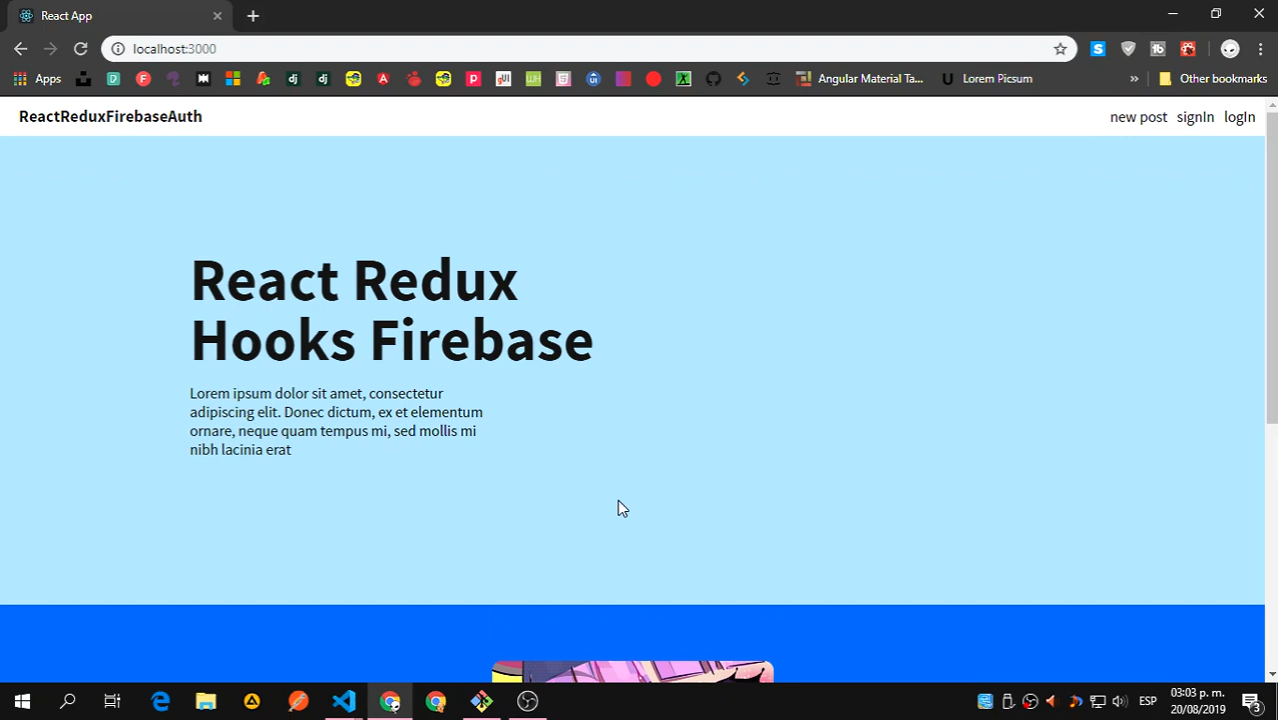 React App
localhost:3000
Apps
Angular Material Ta...
Lorem Picsum
»
Other bookmarks
ReactReduxFirebaseAuth
new post signIn logIn
React Redux
Hooks Firebase
Lorem ipsum dolor sit amet, consectetur
adipiscing elit. Donec dictum, ex et elementum
ornare, neque quam tempus mi, sed mollis mi
nibh lacinia erat
ESP
03:03 p. m.
20/08/2019
3